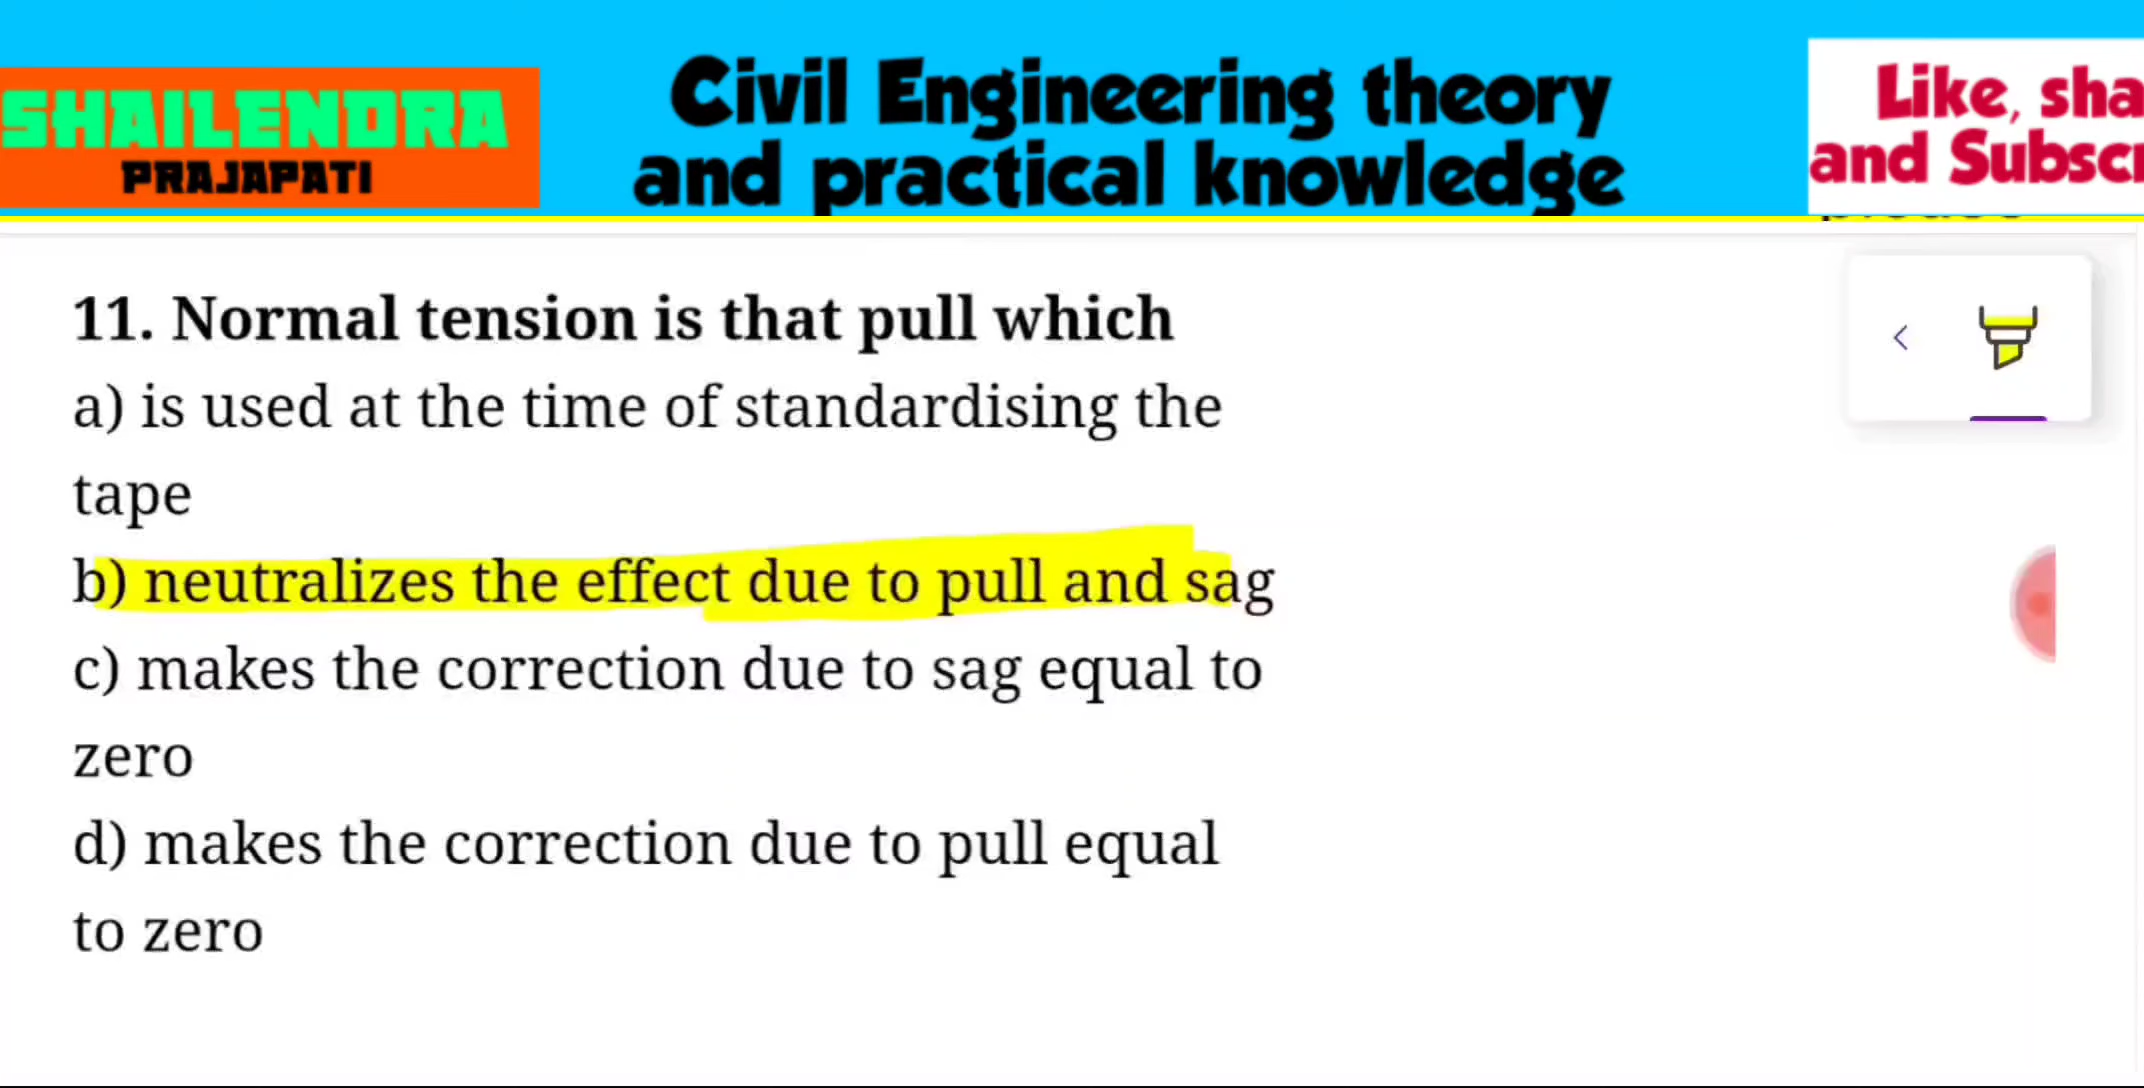 SHAILENDRA
PRAJAPATI
Civil Engineering theory
and practical knowledge
Like, sha
and Subscr
11. Normal tension is that pull which
a) is used at the time of standardising the
tape
b) neutralizes the effect due to pull and sag
c) makes the correction due to sag equal to
zero
d) makes the correction due to pull equal
to zero